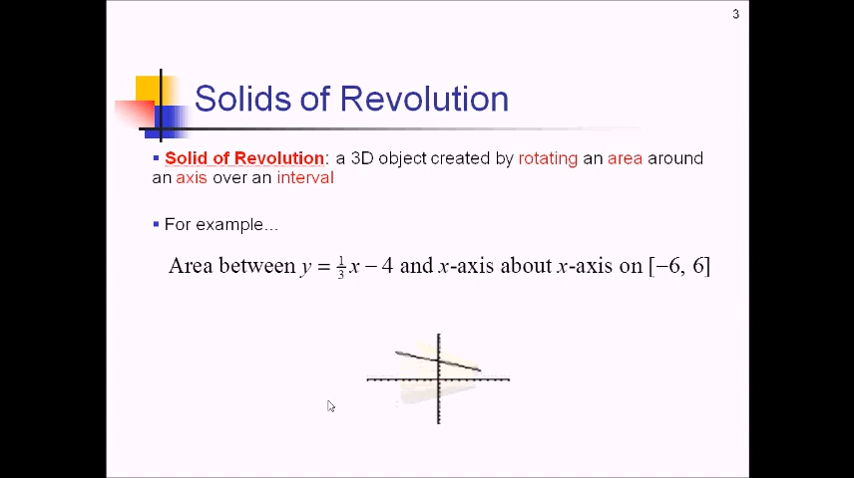 3
Solids of Revolution
▪ Solid of Revolution: a 3D object created by rotating an area around
an axis over an interval
▪ For example...
Area between y = 1/3 x − 4 and x-axis about x-axis on [−6, 6]